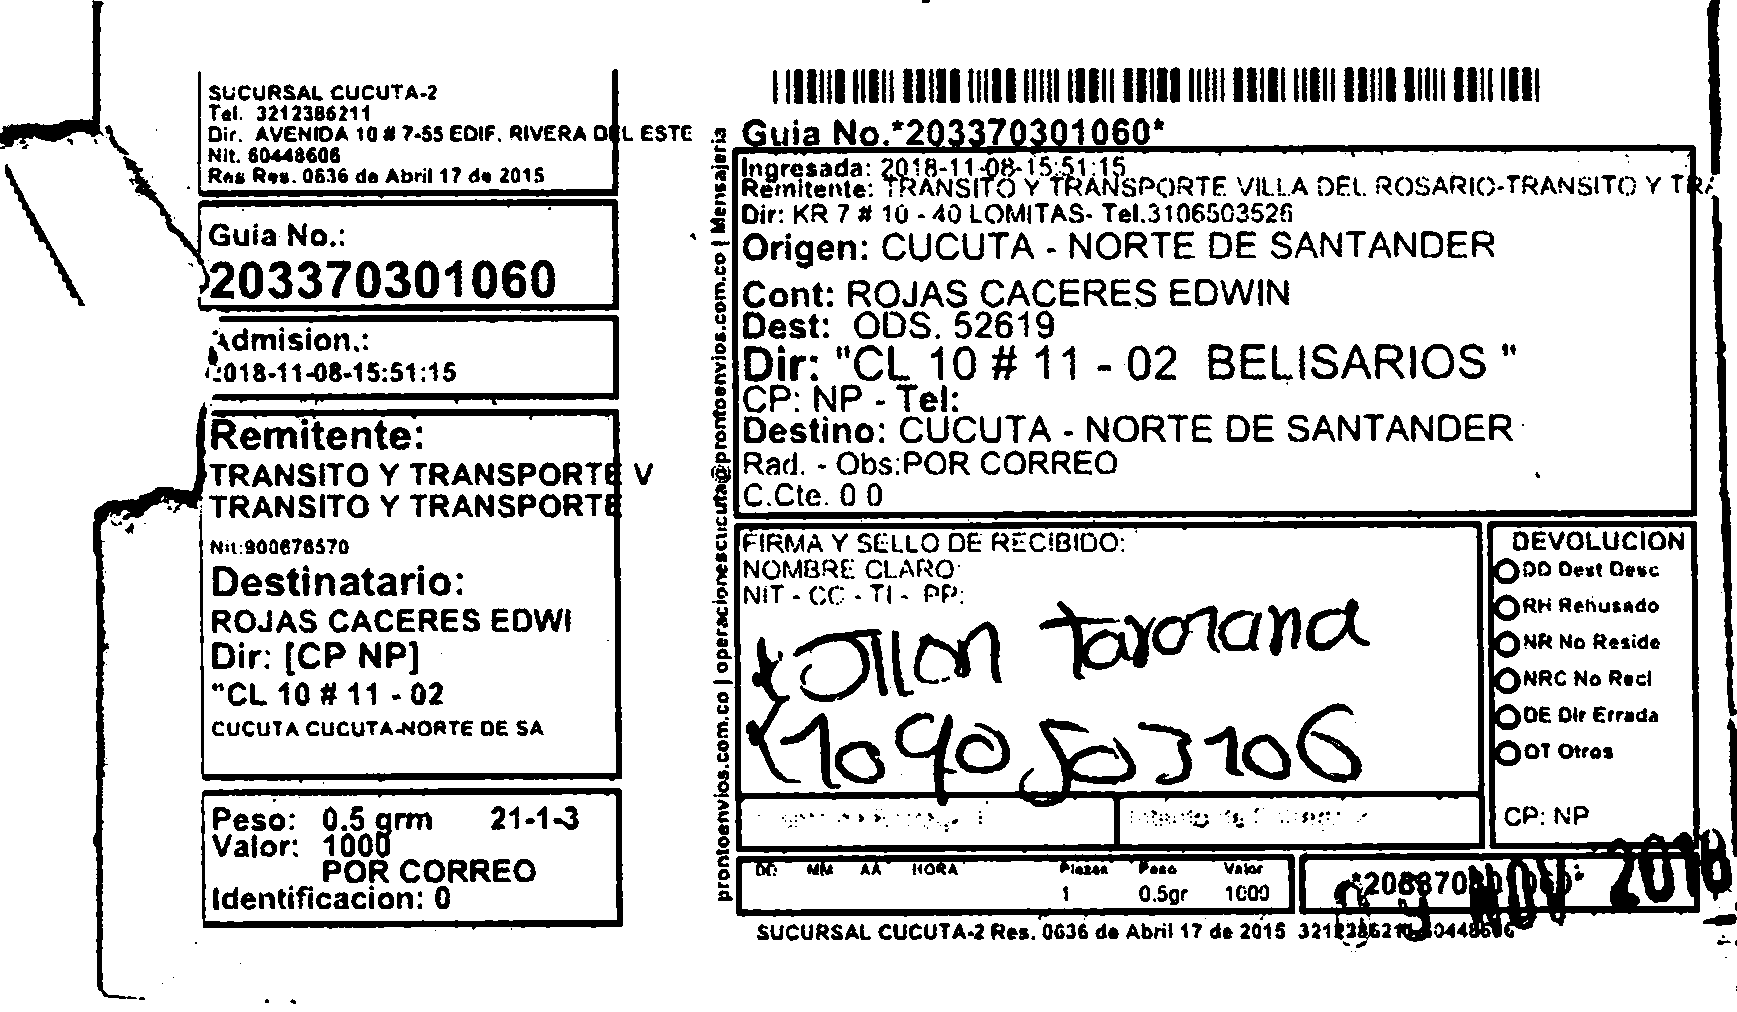 SUCURSAL CUCUTA-2
Tel. 3212386211
Dir. AVENIDA 10 # 7-55 EDIF. RIVERA DEL ESTE
Nit. 60448606
Res Res. 0636 de Abril 17 de 2015
Guia No.:
203370301060
Admision.:
2018-11-08-15:51:15
Remitente:
TRANSITO Y TRANSPORTE V
TRANSITO Y TRANSPORTE
Nit:900676570
Destinatario:
ROJAS CACERES EDWI
Dir: [CP NP]
"CL 10 # 11 - 02
CUCUTA CUCUTA-NORTE DE SA
Peso: 0.5 grm 21-1-3
Valor: 1000
POR CORREO
Identificacion: 0
prontoenvios.com.co | operacionescucuta@prontoenvios.com.co | Mensajeria
Guia No.*203370301060*
Ingresada: 2018-11-08-15:51:15
Remitente: TRANSITO Y TRANSPORTE VILLA DEL ROSARIO-TRANSITO Y TRA
Dir: KR 7 # 10 - 40 LOMITAS- Tel.3106503526
Origen: CUCUTA - NORTE DE SANTANDER
Cont: ROJAS CACERES EDWIN
Dest: ODS. 52619
Dir: "CL 10 # 11 - 02 BELISARIOS "
CP: NP - Tel:
Destino: CUCUTA - NORTE DE SANTANDER
Rad. - Obs:POR CORREO
C.Cte. 0 0
FIRMA Y SELLO DE RECIBIDO:
NOMBRE CLARO:
NIT - CC - TI - PP:
1090503106
DEVOLUCION
DD Dest Desc
RH Rehusado
NR No Reside
NRC No Recl
DE Dir Errada
OT Otros
CP: NP
DD MM AA HORA Piezas Peso Valor
1 0.5gr 1000
*203370301060*
09 NOV 2018
SUCURSAL CUCUTA-2 Res. 0636 de Abril 17 de 2015 3212386211-60448606